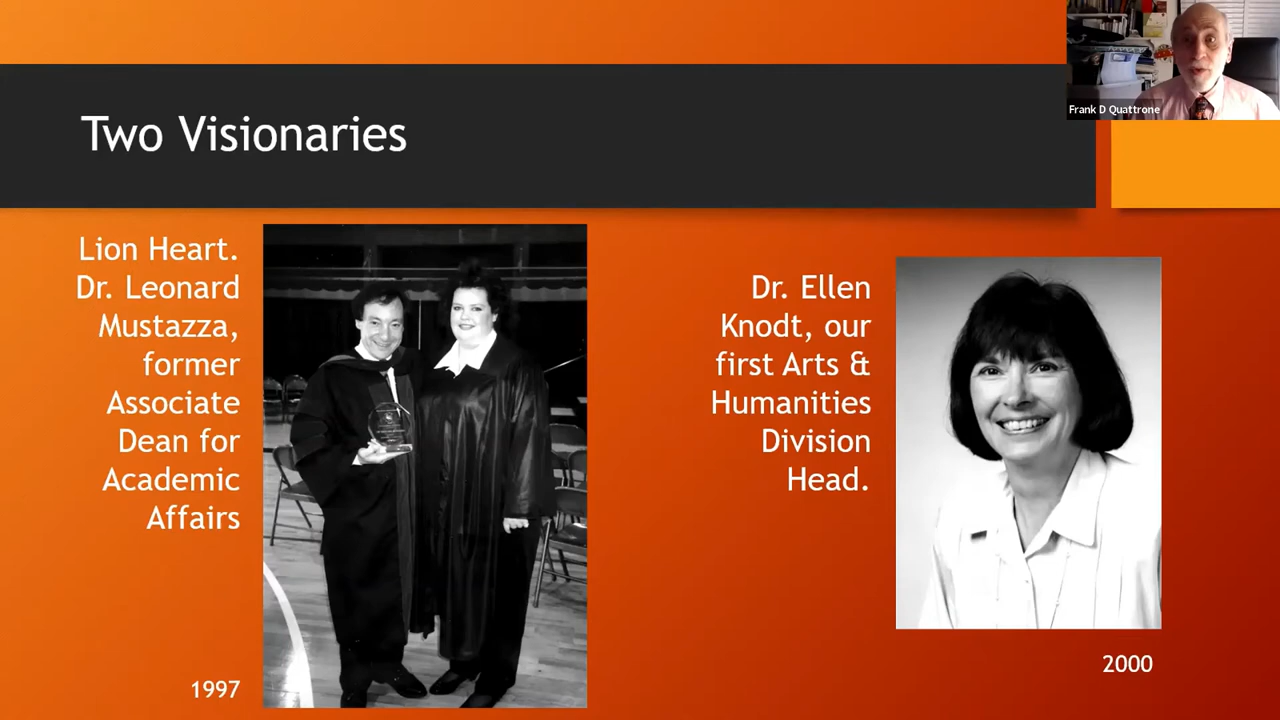 Frank D Quattrone
Two Visionaries
Lion Heart.
Dr. Leonard
Mustazza,
former
Associate
Dean for
Academic
Affairs
1997
Dr. Ellen
Knodt, our
first Arts &
Humanities
Division
Head.
2000